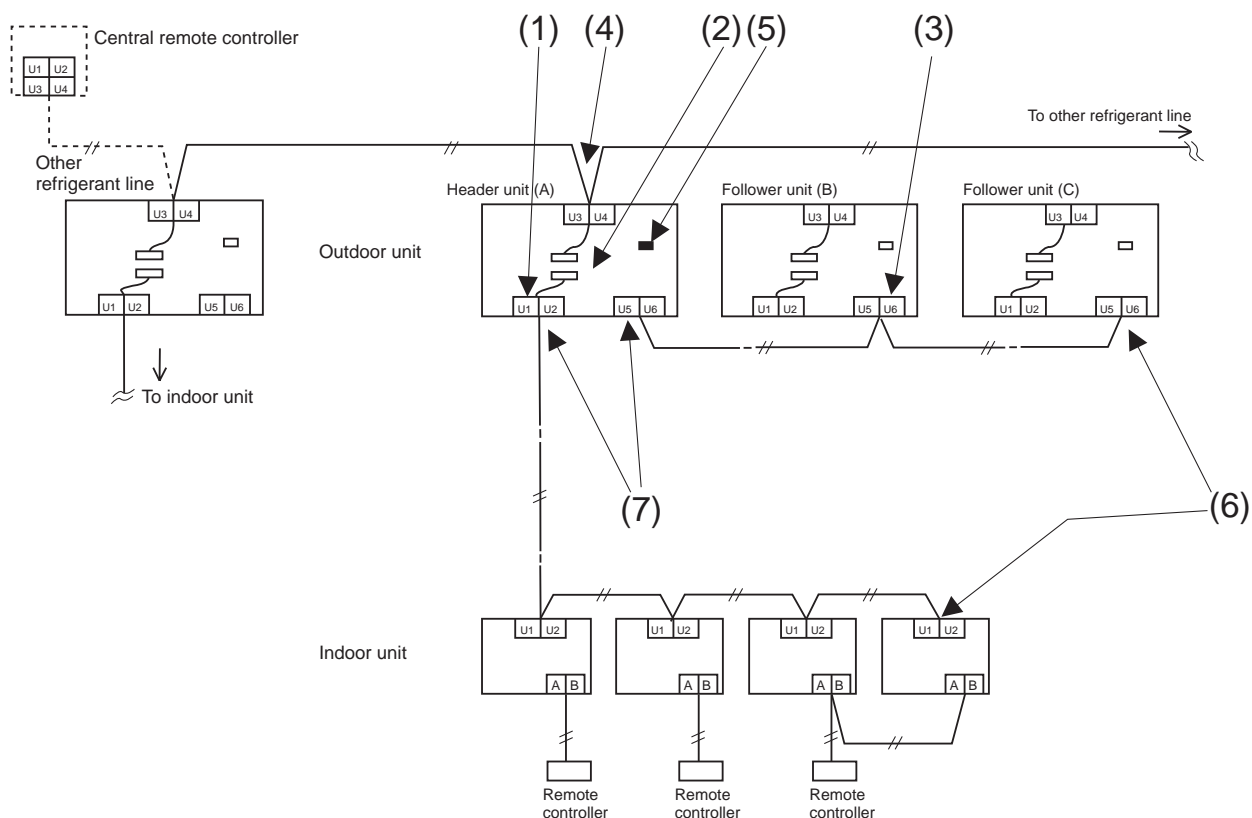 Central remote controller
U1 U2
U3 U4
(1) (4) (2) (5) (3)
To other refrigerant line
Other
refrigerant line
Header unit (A)
Follower unit (B)
Follower unit (C)
U3 U4
U3 U4
U3 U4
U3 U4
Outdoor unit
U1 U2
U5 U6
U1 U2
U5 U6
U1 U2
U5 U6
U1 U2
U5 U6
To indoor unit
(7)
(6)
U1 U2
U1 U2
U1 U2
U1 U2
Indoor unit
A B
A B
A B
A B
Remote
controller
Remote
controller
Remote
controller